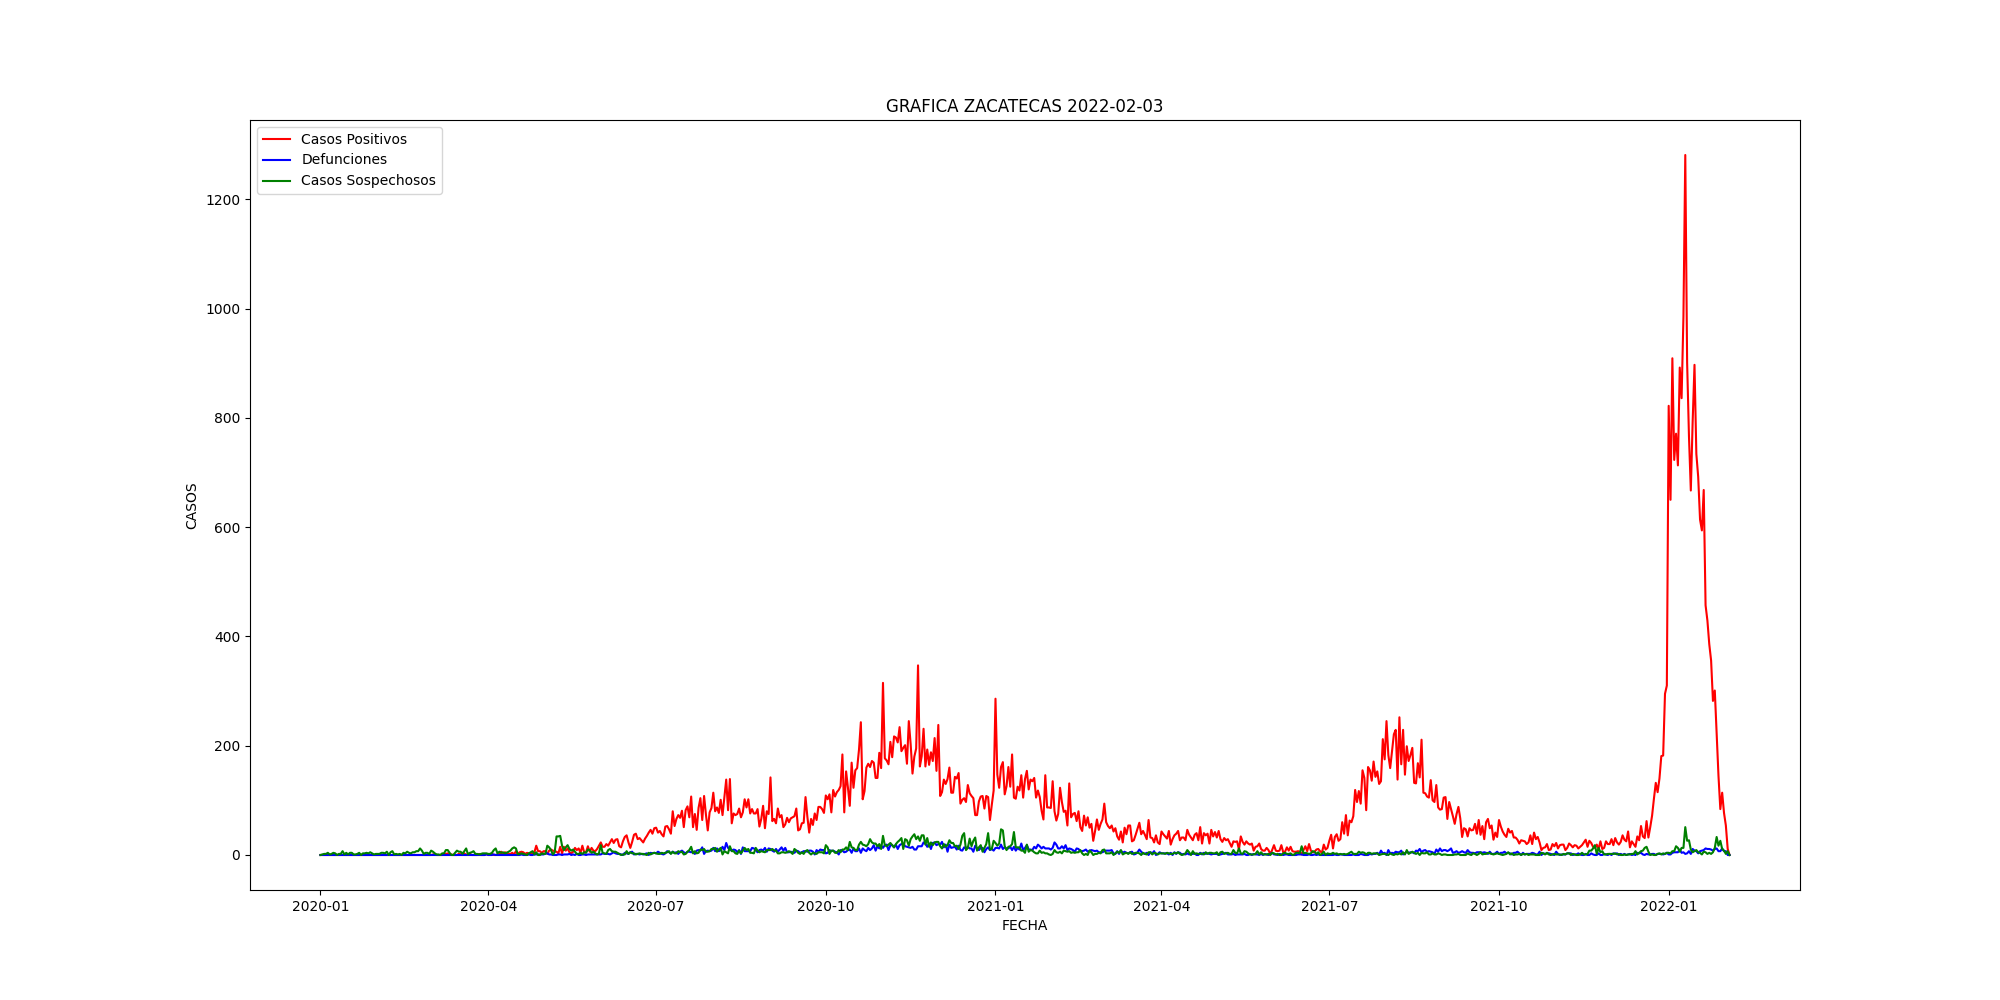 GRAFICA ZACATECAS 2022-02-03
Casos Positivos
Defunciones
Casos Sospechosos
1200
1000
800
600
400
200
0
CASOS
2020-01 2020-04 2020-07 2020-10 2021-01 2021-04 2021-07 2021-10 2022-01
FECHA